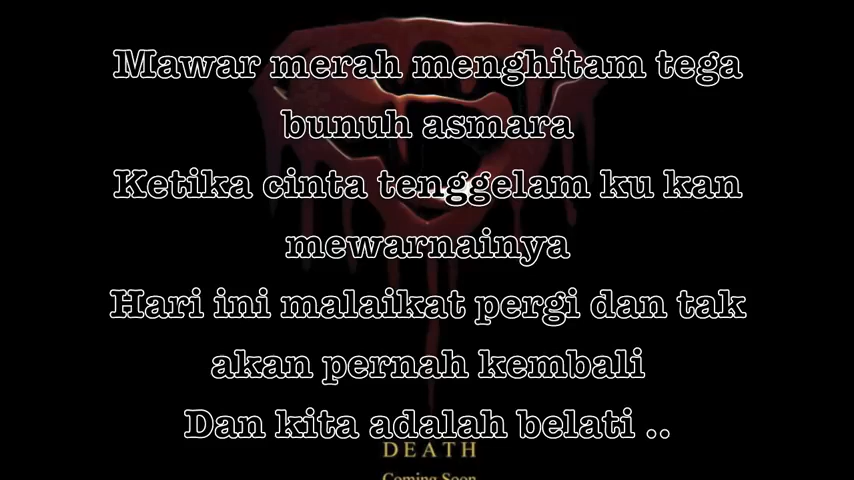 Mawar merah menghitam tega
bunuh asmara
Ketika cinta tenggelam ku kan
mewarnainya
Hari ini malaikat pergi dan tak
akan pernah kembali
Dan kita adalah belati ..
DEATH
Coming Soon